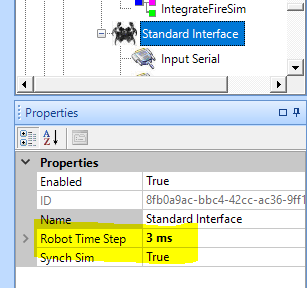 IntegrateFireSim
Standard Interface
Input Serial
Properties
Properties
Enabled True
ID 8fb0a9ac-bbc4-42cc-ac36-9ff1
Name Standard Interface
Robot Time Step 3 ms
Synch Sim True